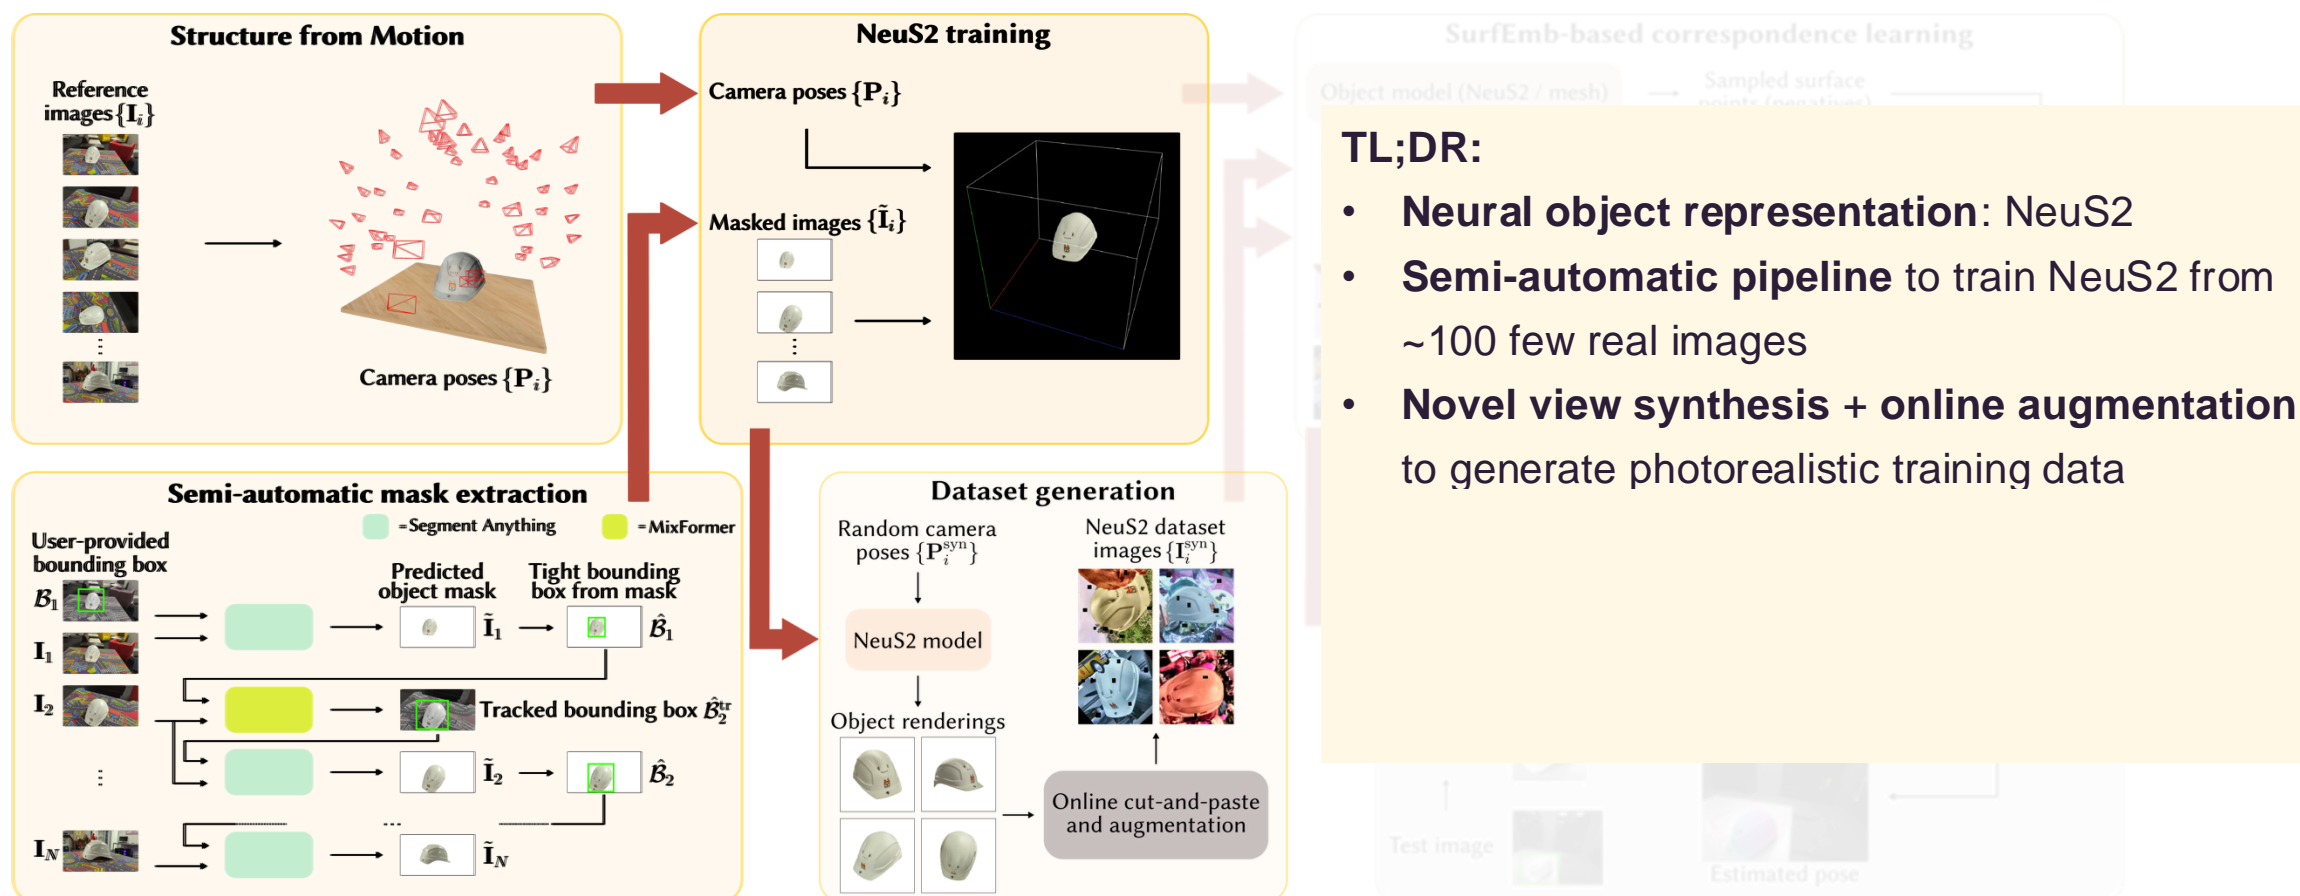 Structure from Motion
Reference
images {I_i}
Camera poses {P_i}
NeuS2 training
Camera poses {P_i}
Masked images {Ĩ_i}
SurfEmb-based correspondence learning
Object model (NeuS2 / mesh)
Sampled surface
points (negatives)
TL;DR:
• Neural object representation: NeuS2
• Semi-automatic pipeline to train NeuS2 from
~100 few real images
• Novel view synthesis + online augmentation
to generate photorealistic training data
Semi-automatic mask extraction
=Segment Anything
=MixFormer
User-provided
bounding box
Predicted
object mask
Tight bounding
box from mask
B_1
I_1
Ĩ_1
B̂_1
I_2
Tracked bounding box B̂_2^tr
Ĩ_2
B̂_2
I_N
Ĩ_N
Dataset generation
Random camera
poses {P_i^syn}
NeuS2 dataset
images {I_i^syn}
NeuS2 model
Object renderings
Online cut-and-paste
and augmentation
Test image
Estimated pose